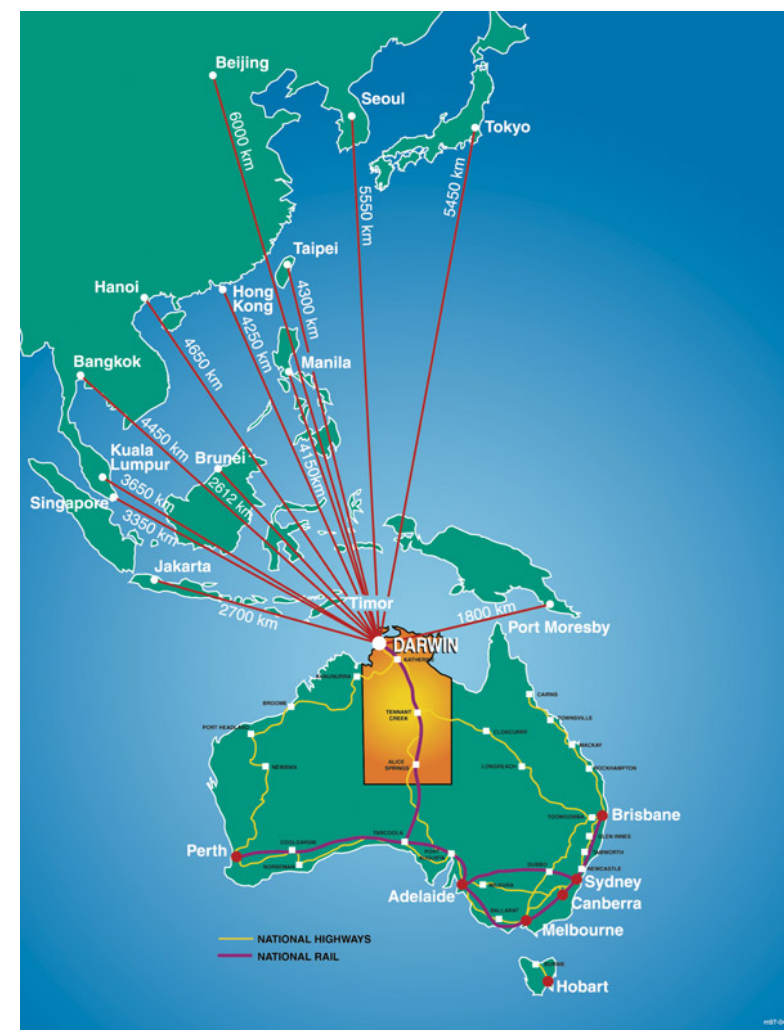 Beijing
Seoul
Tokyo
6000 km
5550 km
5450 km
Taipei
Hanoi
Hong
Kong
4300 km
4250 km
4650 km
Manila
Bangkok
4450 km
4150km
Kuala
Lumpur
Brunei
3650 km
2612 km
Singapore
3350 km
Jakarta
2700 km
Timor
1800 km
Port Moresby
DARWIN
KATHERINE
KUNUNURRA
CAIRNS
BROOME
TENNANT
CREEK
TOWNSVILLE
PORT HEADLAND
CLONCURRY
MACKAY
NEWMAN
ALICE
SPRINGS
LONGREACH
ROCKHAMPTON
TOOWOOMBA
Brisbane
GLEN INNES
TARCOOLA
COOLGARDIE
Perth
NORSEMAN
PORT
AUGUSTA
DUBBO
TAMWORTH
NEWCASTLE
Sydney
Adelaide
Canberra
BALLARAT
Melbourne
NATIONAL HIGHWAYS
NATIONAL RAIL
BURNIE
Hobart